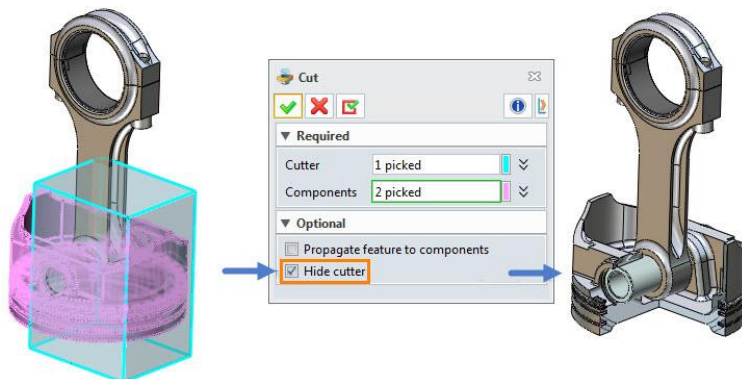 Cut
Required
Cutter 1 picked
Components 2 picked
Optional
Propagate feature to components
Hide cutter